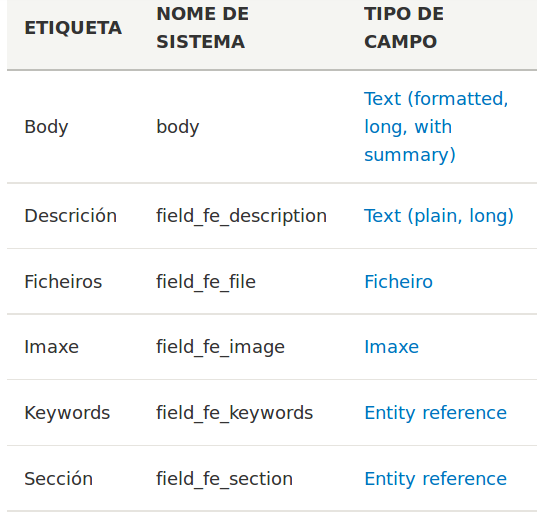 ETIQUETA NOME DE SISTEMA TIPO DE CAMPO
Body body Text (formatted, long, with summary)
Descrición field_fe_description Text (plain, long)
Ficheiros field_fe_file Ficheiro
Imaxe field_fe_image Imaxe
Keywords field_fe_keywords Entity reference
Sección field_fe_section Entity reference